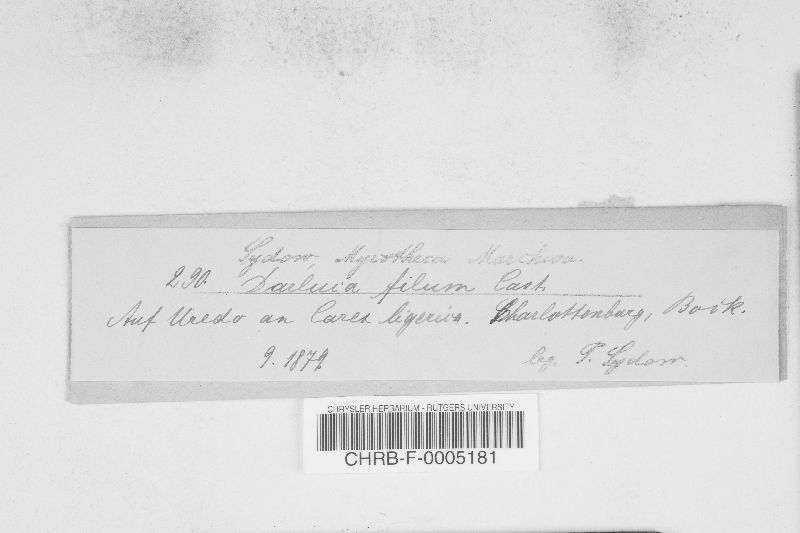 Sydow, Mycotheca Marchica.
290. Darluca filum Cast.
Auf Uredo an Carex ligerica. Charlottenburg, Bock.
9. 1879 leg. P. Sydow.
CHRYSLER HERBARIUM - RUTGERS UNIVERSITY
CHRB-F-0005181